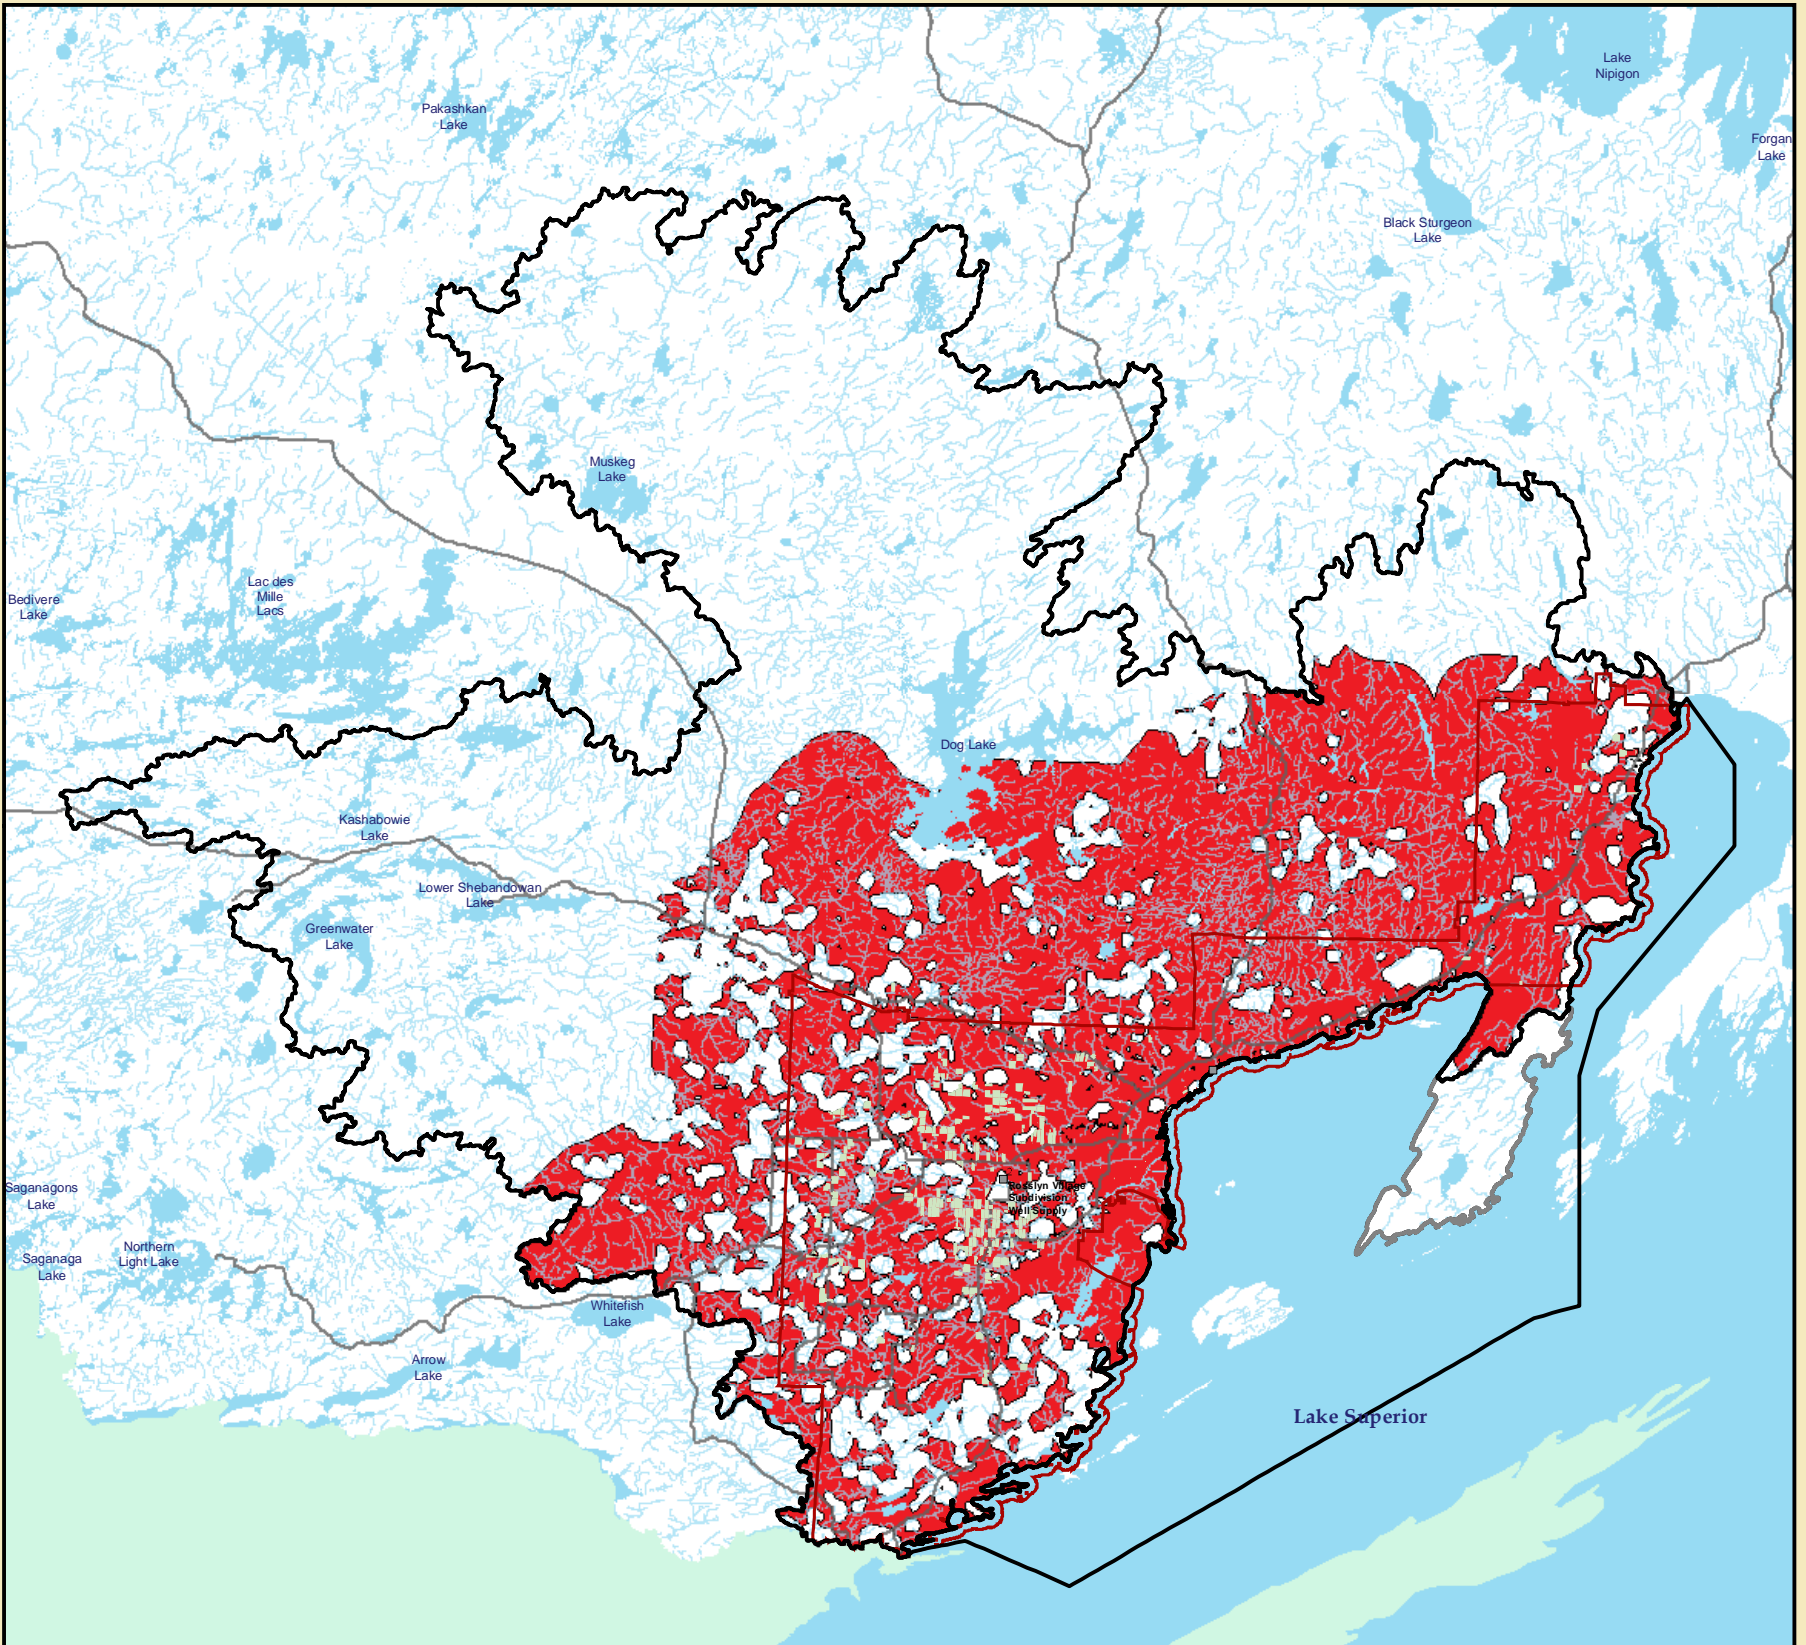 Lake
Nipigon
Pakashkan
Lake
Forgan
Lake
Black Sturgeon
Lake
Muskeg
Lake
Lac des
Mille
Lacs
Bedivere
Lake
Dog Lake
Kashabowie
Lake
Lower Shebandowan
Lake
Greenwater
Lake
Rosslyn Village
Subdivision
Well Supply
Saganagons
Lake
Northern
Light Lake
Saganaga
Lake
Whitefish
Lake
Arrow
Lake
Lake Superior